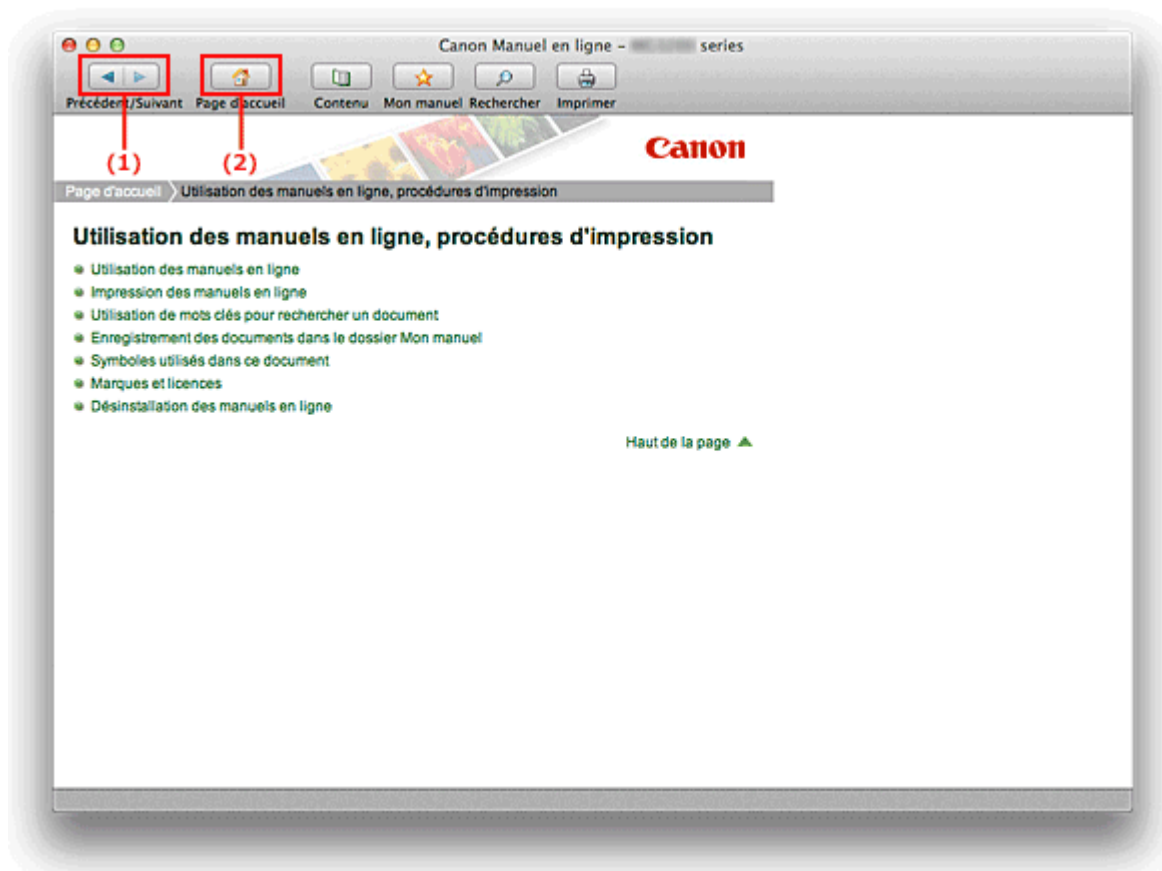 Canon Manuel en ligne – series
Précédent/Suivant Page d'accueil Contenu Mon manuel Rechercher Imprimer
(1) (2)
Canon
Page d'accueil Utilisation des manuels en ligne, procédures d'impression
Utilisation des manuels en ligne, procédures d'impression
Utilisation des manuels en ligne
Impression des manuels en ligne
Utilisation de mots clés pour rechercher un document
Enregistrement des documents dans le dossier Mon manuel
Symboles utilisés dans ce document
Marques et licences
Désinstallation des manuels en ligne
Haut de la page